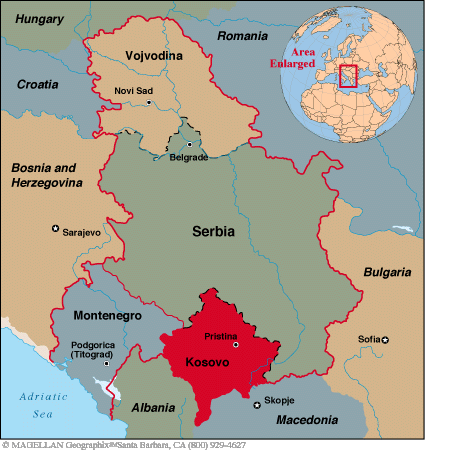 Hungary
Romania
Area
Enlarged
Vojvodina
Croatia
Novi Sad
Belgrade
Bosnia and
Herzegovina
Sarajevo
Serbia
Bulgaria
Montenegro
Podgorica
(Titograd)
Pristina
Kosovo
Sofia
Adriatic
Sea
Albania
Skopje
Macedonia
© MAGELLAN Geographix℠Santa Barbara, CA (800) 929-4627